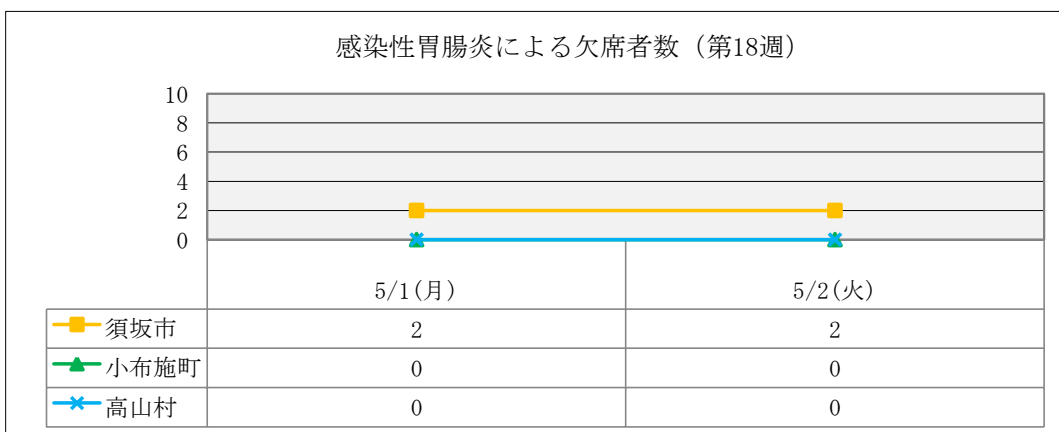 感染性胃腸炎による欠席者数（第18週）
10
8
6
4
2
0
5/1(月) 5/2(火)
須坂市 2 2
小布施町 0 0
高山村 0 0